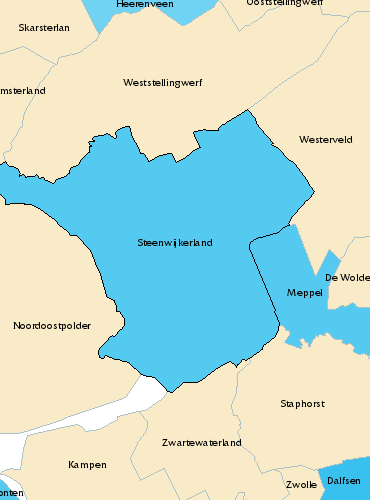 Heerenveen
Ooststellingwerf
Skarsterlan
Weststellingwerf
msterland
Westerveld
Steenwijkerland
De Wolde
Meppel
Noordoostpolder
Staphorst
Zwartewaterland
Kampen
Zwolle
Dalfsen
onten